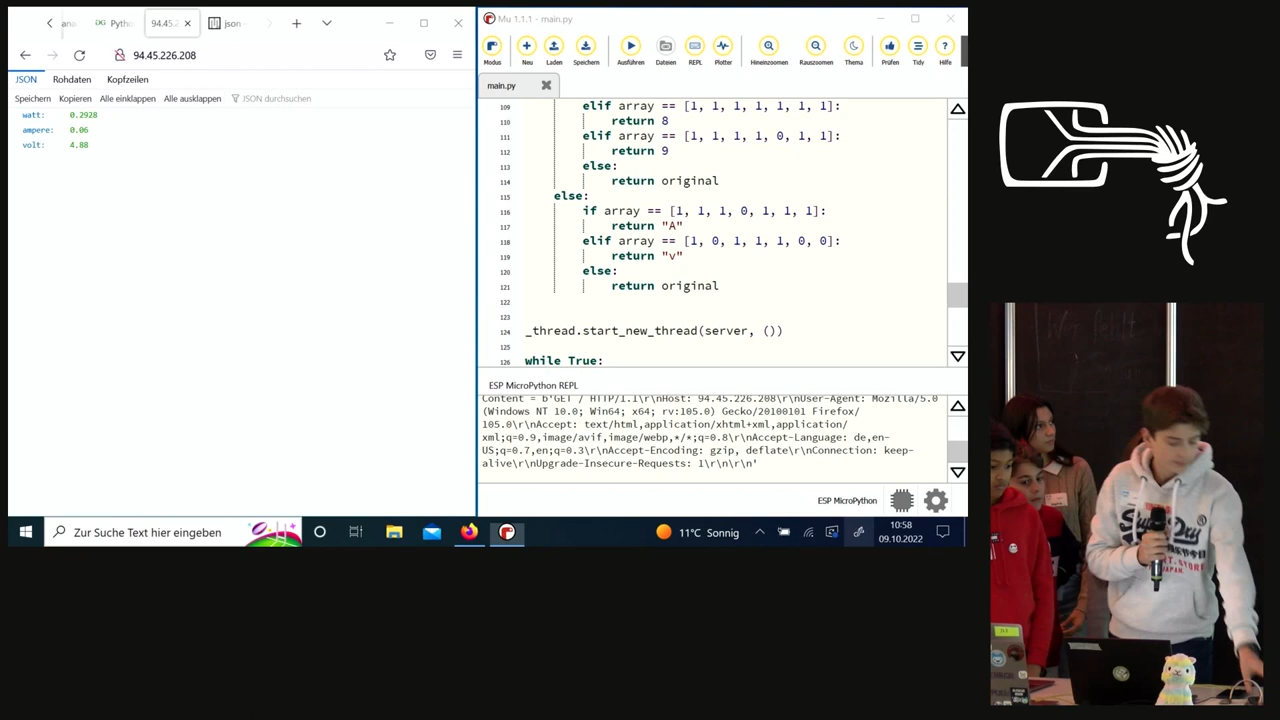 Pytho
94.45.2
json
94.45.226.208
JSON Rohdaten Kopfzeilen
Speichern Kopieren Alle einklappen Alle ausklappen JSON durchsuchen
watt: 0.2928
ampere: 0.06
volt: 4.88
Mu 1.1.1 - main.py
Modus Neu Laden Speichern Ausführen Dateien REPL Plotter Hineinzoomen Rauszoomen Thema Prüfen Tidy Hilfe
main.py
109 elif array == [1, 1, 1, 1, 1, 1, 1]:
110 return 8
111 elif array == [1, 1, 1, 1, 0, 1, 1]:
112 return 9
113 else:
114 return original
115 else:
116 if array == [1, 1, 1, 0, 1, 1, 1]:
117 return "A"
118 elif array == [1, 0, 1, 1, 1, 0, 0]:
119 return "v"
120 else:
121 return original
122
123
124 _thread.start_new_thread(server, ())
125
126 while True:
ESP MicroPython REPL
Content = b'GET / HTTP/1.1\r\nHost: 94.45.226.208\r\nUser-Agent: Mozilla/5.0
(Windows NT 10.0; Win64; x64; rv:105.0) Gecko/20100101 Firefox/
105.0\r\nAccept: text/html,application/xhtml+xml,application/
xml;q=0.9,image/avif,image/webp,*/*;q=0.8\r\nAccept-Language: de,en-
US;q=0.7,en;q=0.3\r\nAccept-Encoding: gzip, deflate\r\nConnection: keep-
alive\r\nUpgrade-Insecure-Requests: 1\r\n\r\n'
ESP MicroPython
Zur Suche Text hier eingeben
11°C Sonnig
10:58
09.10.2022
JAPAN.